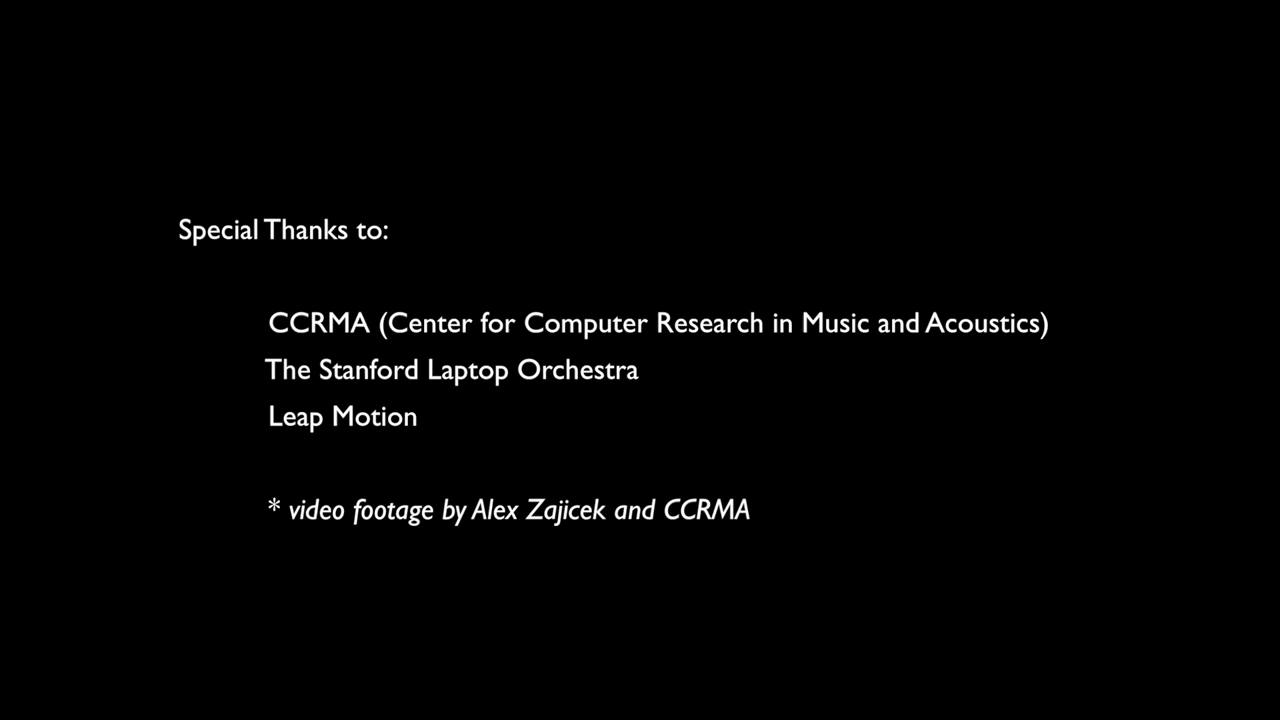 Special Thanks to:
CCRMA (Center for Computer Research in Music and Acoustics)
The Stanford Laptop Orchestra
Leap Motion
* video footage by Alex Zajicek and CCRMA